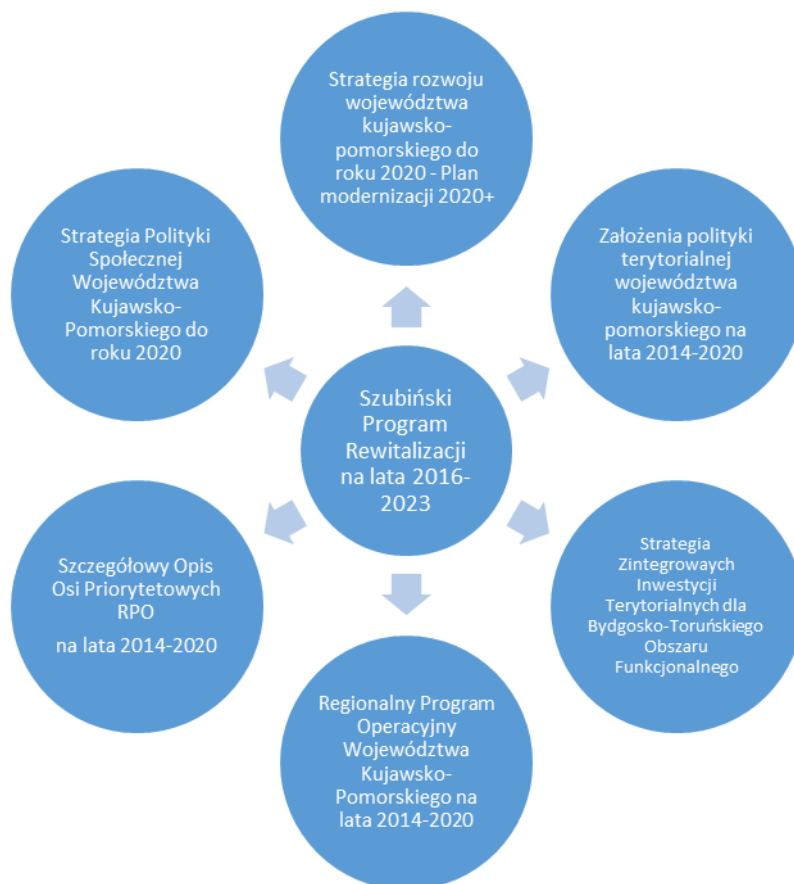 Strategia rozwoju
województwa
kujawsko-
pomorskiego do
roku 2020 - Plan
modernizacji 2020+
Strategia Polityki
Społecznej
Województwa
Kujawsko-
Pomorskiego do
roku 2020
Założenia polityki
terytorialnej
województwa
kujawsko-
pomorskiego na
lata 2014-2020
Szubiński
Program
Rewitalizacji
na lata 2016-
2023
Szczegółowy Opis
Osi Priorytetowych
RPO
na lata 2014-2020
Strategia
Zintegrowaych
Inwestycji
Terytorialnych dla
Bydgosko-Toruńskiego
Obszaru
Funkcjonalnego
Regionalny Program
Operacyjny
Województwa
Kujawsko-
Pomorskiego na
lata 2014-2020